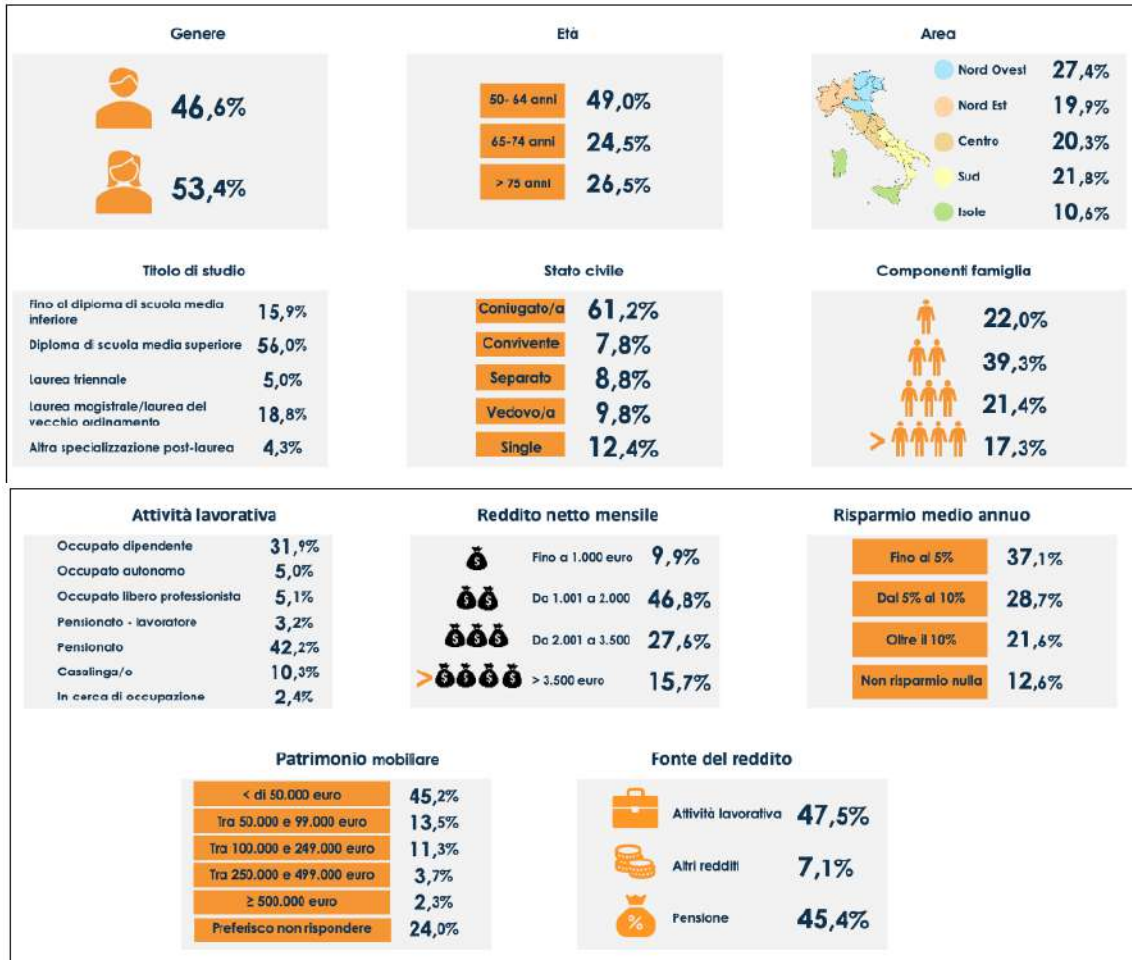 Genere
46,6%
53,4%
Età
50- 64 anni 49,0%
65-74 anni 24,5%
> 75 anni 26,5%
Area
Nord Ovest 27,4%
Nord Est 19,9%
Centro 20,3%
Sud 21,8%
Isole 10,6%
Titolo di studio
Fino al diploma di scuola media
inferiore 15,9%
Diploma di scuola media superiore 56,0%
Laurea triennale 5,0%
Laurea magistrale/laurea del
vecchio ordinamento 18,8%
Altra specializzazione post-laurea 4,3%
Stato civile
Coniugato/a 61,2%
Convivente 7,8%
Separato 8,8%
Vedovo/a 9,8%
Single 12,4%
Componenti famiglia
22,0%
39,3%
21,4%
> 17,3%
Attività lavorativa
Occupato dipendente 31,9%
Occupato autonomo 5,0%
Occupato libero professionista 5,1%
Pensionato - lavoratore 3,2%
Pensionato 42,2%
Casalinga/o 10,3%
In cerca di occupazione 2,4%
Reddito netto mensile
$ Fino a 1.000 euro 9,9%
$$ Da 1.001 a 2.000 46,8%
$$$ Da 2.001 a 3.500 27,6%
> $$$$ > 3.500 euro 15,7%
Risparmio medio annuo
Fino al 5% 37,1%
Dal 5% al 10% 28,7%
Oltre il 10% 21,6%
Non risparmio nulla 12,6%
Patrimonio mobiliare
< di 50.000 euro 45,2%
Tra 50.000 e 99.000 euro 13,5%
Tra 100.000 e 249.000 euro 11,3%
Tra 250.000 e 499.000 euro 3,7%
≥ 500.000 euro 2,3%
Preferisco non rispondere 24,0%
Fonte del reddito
Attività lavorativa 47,5%
Altri redditi 7,1%
% Pensione 45,4%